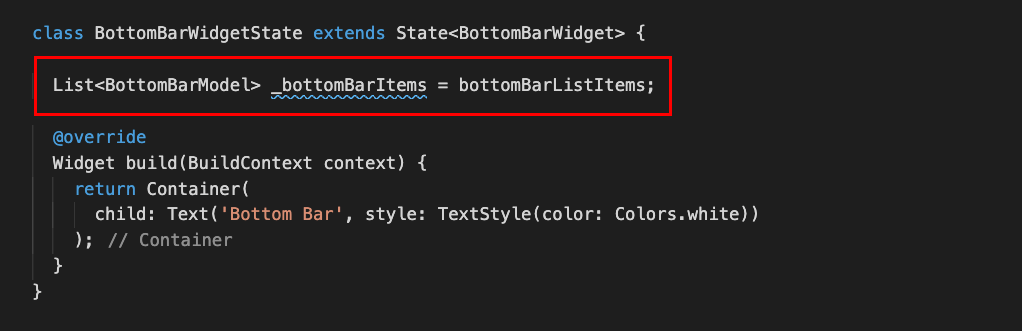 class BottomBarWidgetState extends State<BottomBarWidget> {
List<BottomBarModel> _bottomBarItems = bottomBarListItems;
@override
Widget build(BuildContext context) {
return Container(
child: Text('Bottom Bar', style: TextStyle(color: Colors.white))
); // Container
}
}